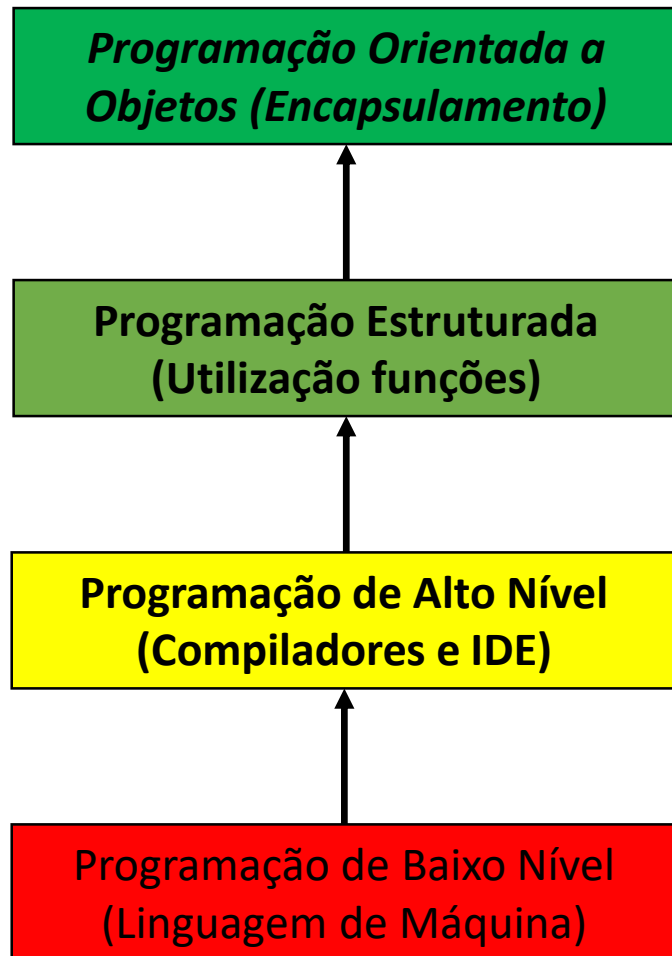 Programação Orientada a
Objetos (Encapsulamento)
Programação Estruturada
(Utilização funções)
Programação de Alto Nível
(Compiladores e IDE)
Programação de Baixo Nível
(Linguagem de Máquina)